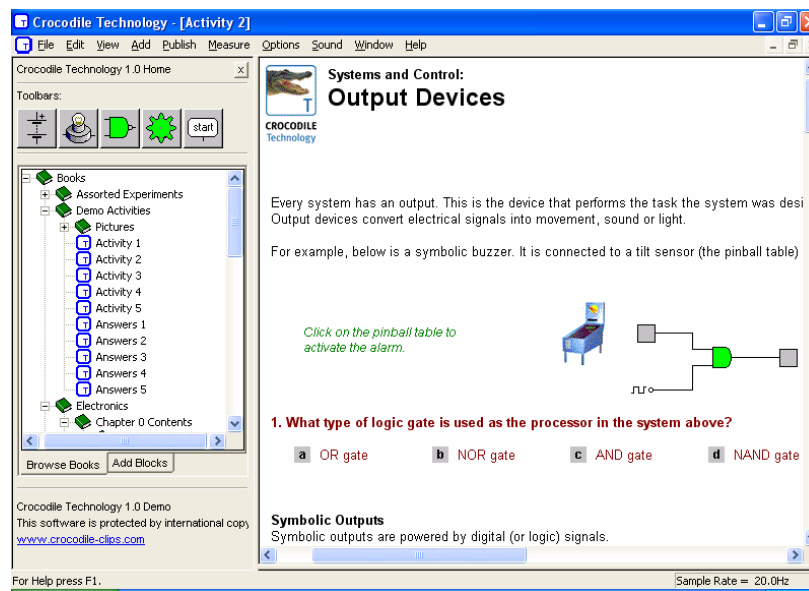 Crocodile Technology - [Activity 2]
File Edit View Add Publish Measure Options Sound Window Help
Crocodile Technology 1.0 Home x
Toolbars:
start
Books
Assorted Experiments
Demo Activities
Pictures
T Activity 1
T Activity 2
T Activity 3
T Activity 4
T Activity 5
T Answers 1
T Answers 2
T Answers 3
T Answers 4
T Answers 5
Electronics
Chapter 0 Contents
Browse Books Add Blocks
Crocodile Technology 1.0 Demo
This software is protected by international copy
www.crocodile-clips.com
T
CROCODILE
Technology
Systems and Control:
Output Devices
Every system has an output. This is the device that performs the task the system was desi
Output devices convert electrical signals into movement, sound or light.
For example, below is a symbolic buzzer. It is connected to a tilt sensor (the pinball table)
Click on the pinball table to
activate the alarm.
1. What type of logic gate is used as the processor in the system above?
a OR gate b NOR gate c AND gate d NAND gate
Symbolic Outputs
Symbolic outputs are powered by digital (or logic) signals.
For Help press F1. Sample Rate = 20.0Hz